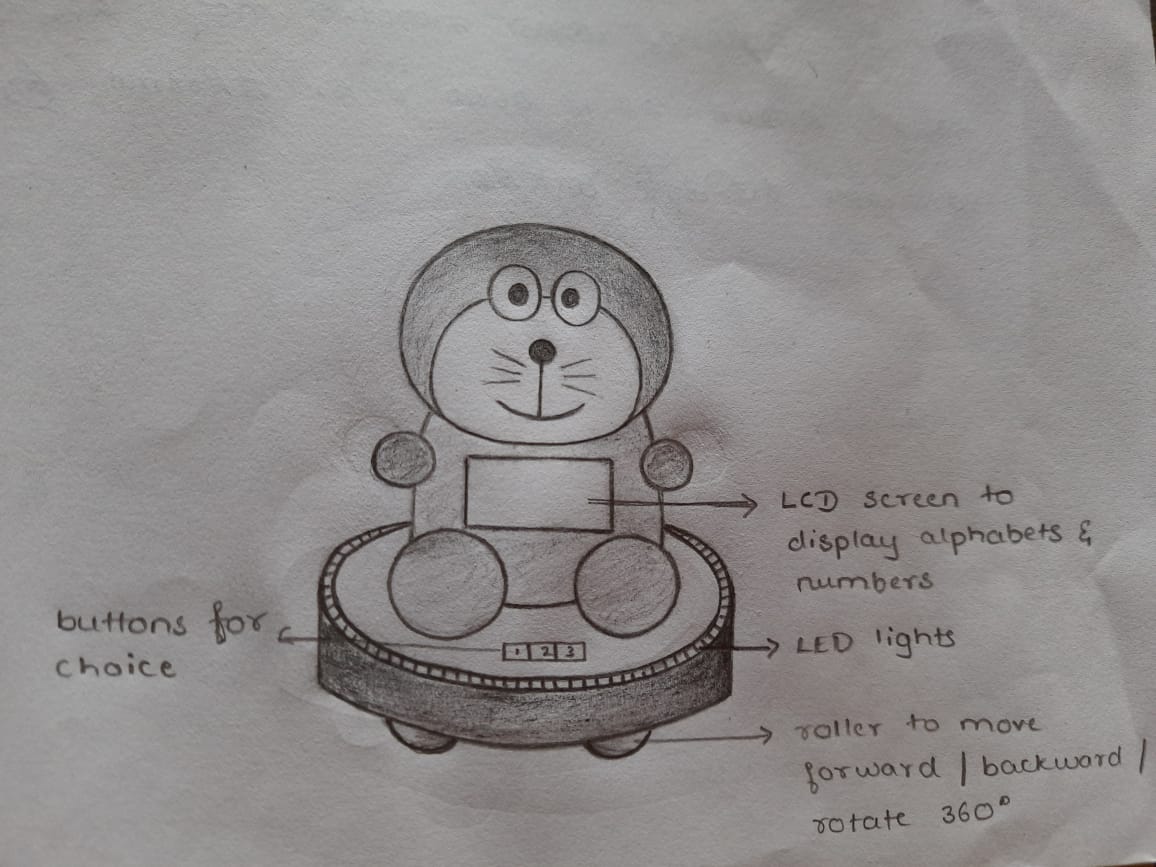 LCD screen to
display alphabets &
numbers
buttons for
choice
1 2 3
LED lights
roller to move
forward / backward /
rotate 360°